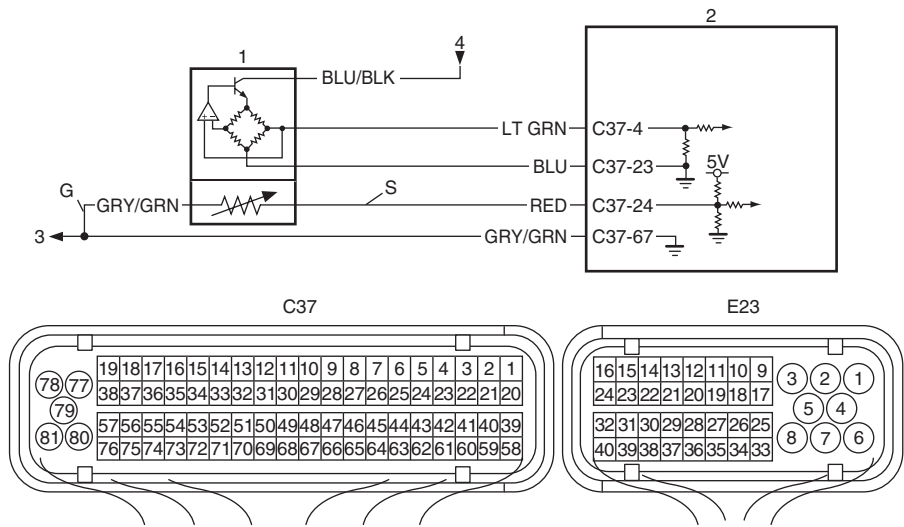 2
4
1
BLU/BLK
LT GRN C37-4
BLU C37-23
5V
G S
GRY/GRN RED C37-24
3 GRY/GRN C37-67
+ -
C37 E23
19 18 17 16 15 14 13 12 11 10 9 8 7 6 5 4 3 2 1
38 37 36 35 34 33 32 31 30 29 28 27 26 25 24 23 22 21 20
57 56 55 54 53 52 51 50 49 48 47 46 45 44 43 42 41 40 39
76 75 74 73 72 71 70 69 68 67 66 65 64 63 62 61 60 59 58
78 77
79
81 80
16 15 14 13 12 11 10 9
24 23 22 21 20 19 18 17
32 31 30 29 28 27 26 25
40 39 38 37 36 35 34 33
3 2 1
5 4
8 7 6